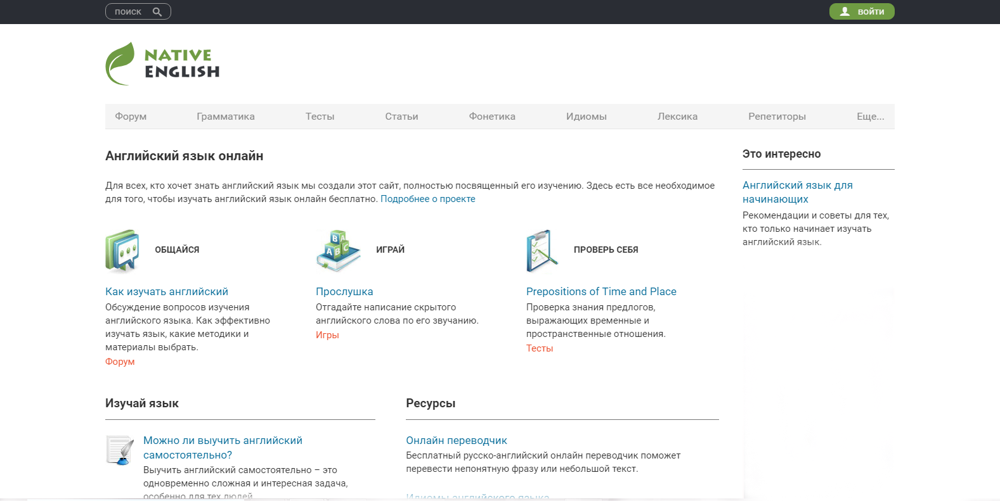 поиск
войти
NATIVE
ENGLISH
Форум Грамматика Тесты Статьи Фонетика Идиомы Лексика Репетиторы Еще...
Английский язык онлайн
Для всех, кто хочет знать английский язык мы создали этот сайт, полностью посвященный его изучению. Здесь есть все необходимое
для того, чтобы изучать английский язык онлайн бесплатно. Подробнее о проекте
ОБЩАЙСЯ
Как изучать английский
Обсуждение вопросов изучения
английского языка. Как эффективно
изучать язык, какие методики и
материалы выбрать.
Форум
ИГРАЙ
Прослушка
Отгадайте написание скрытого
английского слова по его звучанию.
Игры
ПРОВЕРЬ СЕБЯ
Prepositions of Time and Place
Проверка знания предлогов,
выражающих временные и
пространственные отношения.
Тесты
Изучай язык
Можно ли выучить английский
самостоятельно?
Выучить английский самостоятельно – это
одновременно сложная и интересная задача,
особенно для тех людей
Ресурсы
Онлайн переводчик
Бесплатный русско-английский онлайн переводчик поможет
перевести непонятную фразу или небольшой текст.
Идиомы английского языка
Это интересно
Английский язык для
начинающих
Рекомендации и советы для тех,
кто только начинает изучать
английский язык.